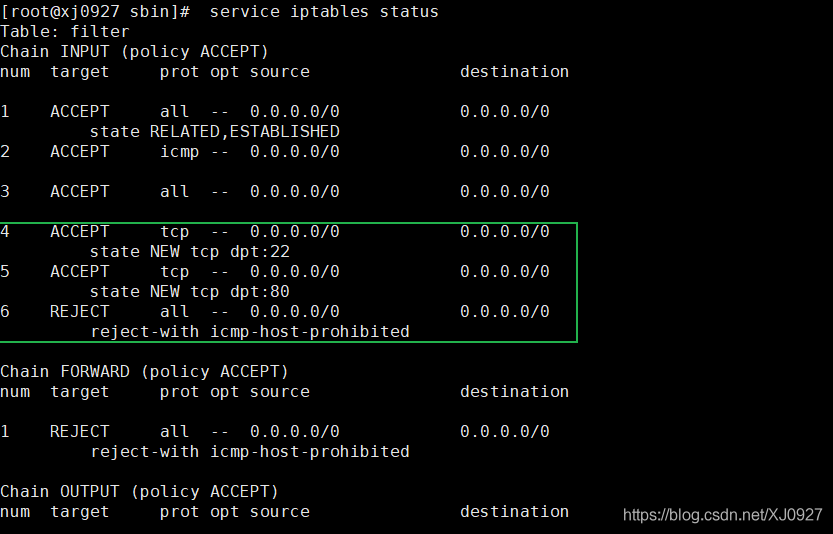 [root@xj0927 sbin]#  service iptables status
Table: filter
Chain INPUT (policy ACCEPT)
num  target     prot opt source               destination
1    ACCEPT     all  --  0.0.0.0/0            0.0.0.0/0
         state RELATED,ESTABLISHED
2    ACCEPT     icmp --  0.0.0.0/0            0.0.0.0/0
3    ACCEPT     all  --  0.0.0.0/0            0.0.0.0/0
4    ACCEPT     tcp  --  0.0.0.0/0            0.0.0.0/0
         state NEW tcp dpt:22
5    ACCEPT     tcp  --  0.0.0.0/0            0.0.0.0/0
         state NEW tcp dpt:80
6    REJECT     all  --  0.0.0.0/0            0.0.0.0/0
         reject-with icmp-host-prohibited
Chain FORWARD (policy ACCEPT)
num  target     prot opt source               destination
1    REJECT     all  --  0.0.0.0/0            0.0.0.0/0
         reject-with icmp-host-prohibited
Chain OUTPUT (policy ACCEPT)
num  target     prot opt source               destination
https://blog.csdn.net/XJ0927